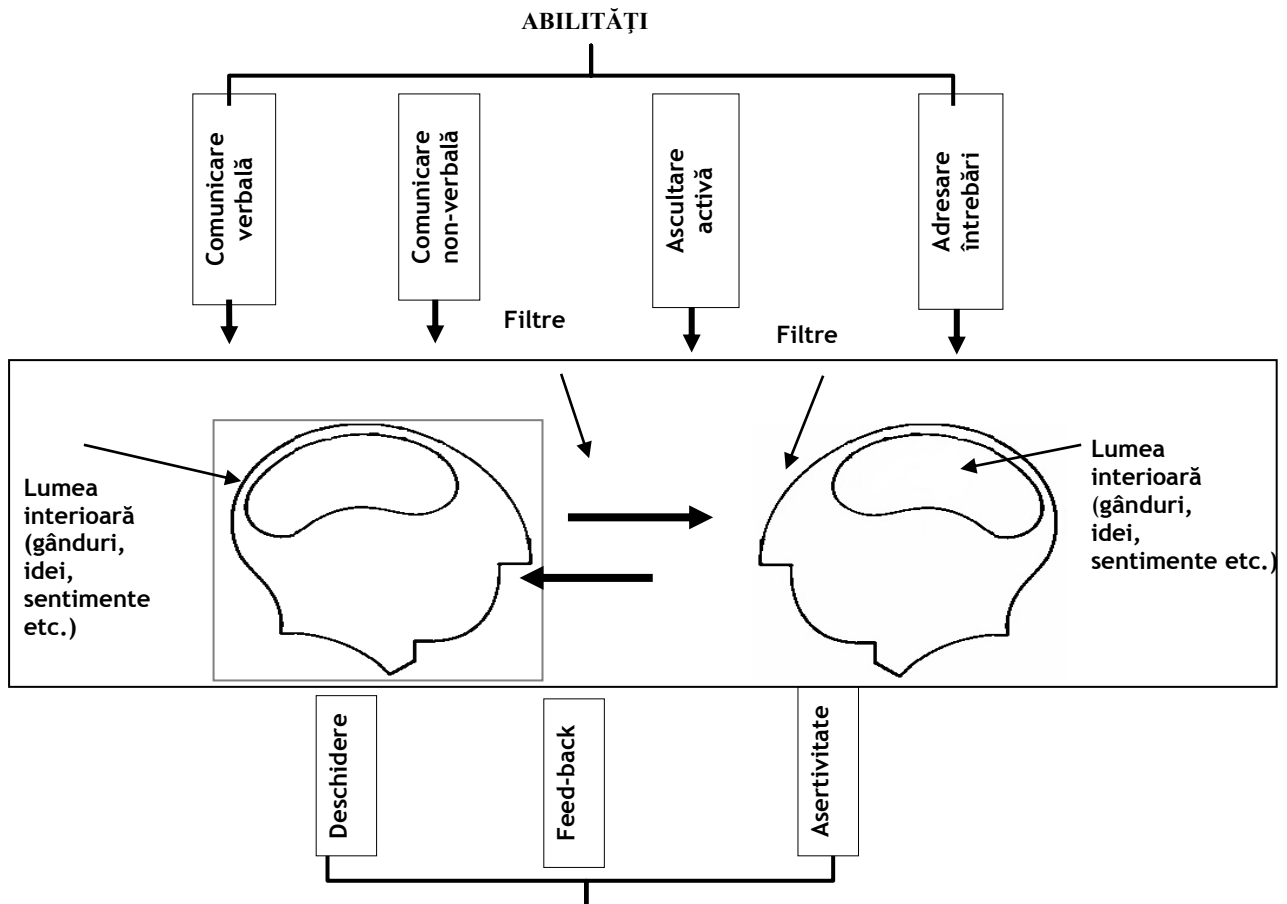 ABILITĂŢI
Comunicare
verbală
Comunicare
non-verbală
Ascultare
activă
Adresare
întrebări
Filtre
Filtre
Lumea
interioară
(gânduri,
idei,
sentimente
etc.)
Lumea
interioară
(gânduri,
idei,
sentimente etc.)
Deschidere
Feed-back
Asertivitate